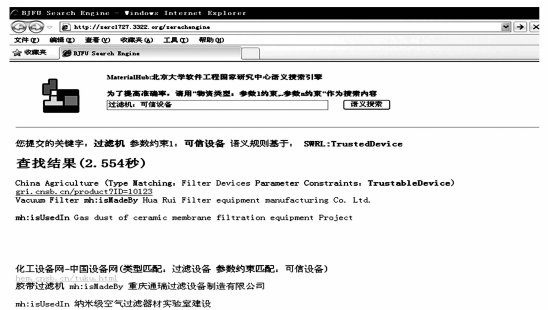 BJFU Search Engine - Windows Internet Explorer
http://serc1727.3322.org/serachengine
文件(F) 编辑(E) 查看(V) 收藏夹(A) 工具(T) 帮助(H)
收藏夹 BJFU Search Engine
MaterialHub:北京大学软件工程国家研究中心语义搜索引擎
为了提高准确率，请用"物资类型：参数1约束…参数n约束"作为搜索内容
过滤机：可信设备 语义搜索
您提交的关键字，过滤机 参数约束1，可信设备 语义规则基于， SWRL:TrustedDevice
查找结果(2.554秒)
China Agriculture (Type Matching: Filter Devices Parameter Constraints: TrustableDevice)
gri.cnsb.cn/product?ID=10123
Vacuum Filter mh:isMadeBy Hua Rui Filter equipment manufacturing Co. Ltd.
mh:isUsedIn Gas dust of ceramic membrane filtration equipment Project
化工设备网-中国设备网(类型匹配，过滤设备 参数约束匹配，可信设备)
hem.cnsb.cn/tuku.html
胶带过滤机 mh:isMadeBy 重庆通瑞过滤设备制造有限公司
mh:isUsedIn 纳米级空气过滤器材实验室建设